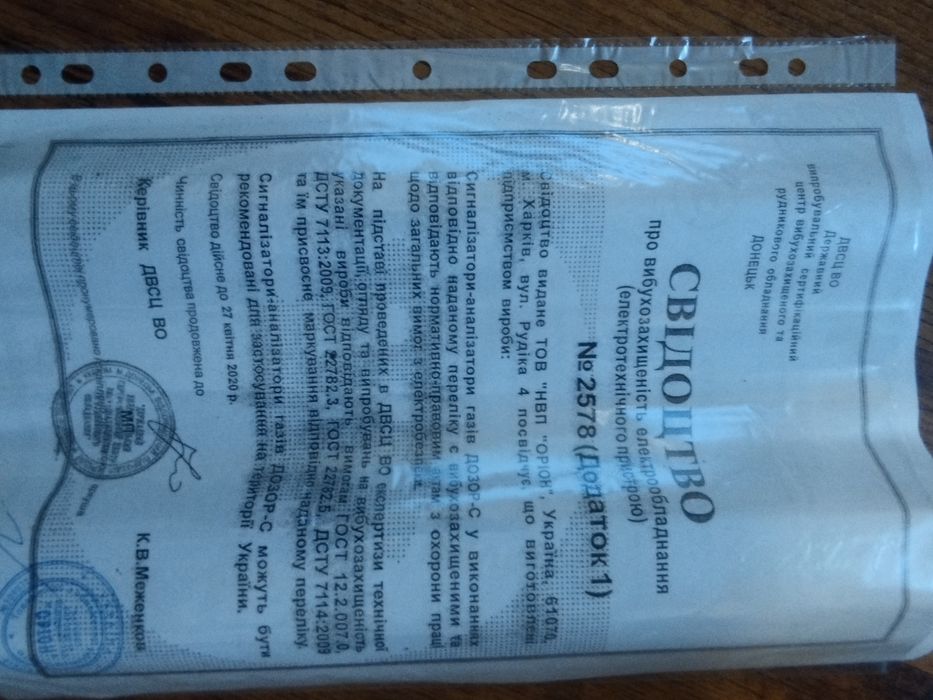 ДВСЦ ВО
Державний
випробувальний сертифікаційний
центр вибухозахищеного та
рудникового обладнання
ДОНЕЦЬК
СВІДОЦТВО
про вибухозахищеність електрообладнання
(електротехнічного пристрою)
№ 2578 (Додаток 1)
Свідоцтво видане ТОВ "НВП "ОРІОН", Україна, 61070,
м. Харків, вул. Рудіка 4 посвідчує, що виготовлені
підприємством вироби:
Сигналізатори-аналізатори газів ДОЗОР-С у виконаннях
відповідно наданому переліку є вибухозахищеними та
відповідають нормативно-правовим актам з охорони праці
щодо загальних вимог з електробезпеки.
На підставі проведених в ДВСЦ ВО експертизи технічної
документації, огляду та випробувань на вибухозахищеність
указані вироби відповідають вимогам ГОСТ 12.2.007.0,
ДСТУ 7113:2009, ГОСТ 22782.3, ГОСТ 22782.5, ДСТУ 7114:2009
та їм присвоєне маркування відповідно наданому переліку.
Сигналізатори-аналізатори газів ДОЗОР-С можуть бути
рекомендовані для застосування на території України.
Свідоцтво дійсне до 27 квітня 2020 р.
Чинність свідоцтва продовжена до
Керівник ДВСЦ ВО МП К.В.Меженков